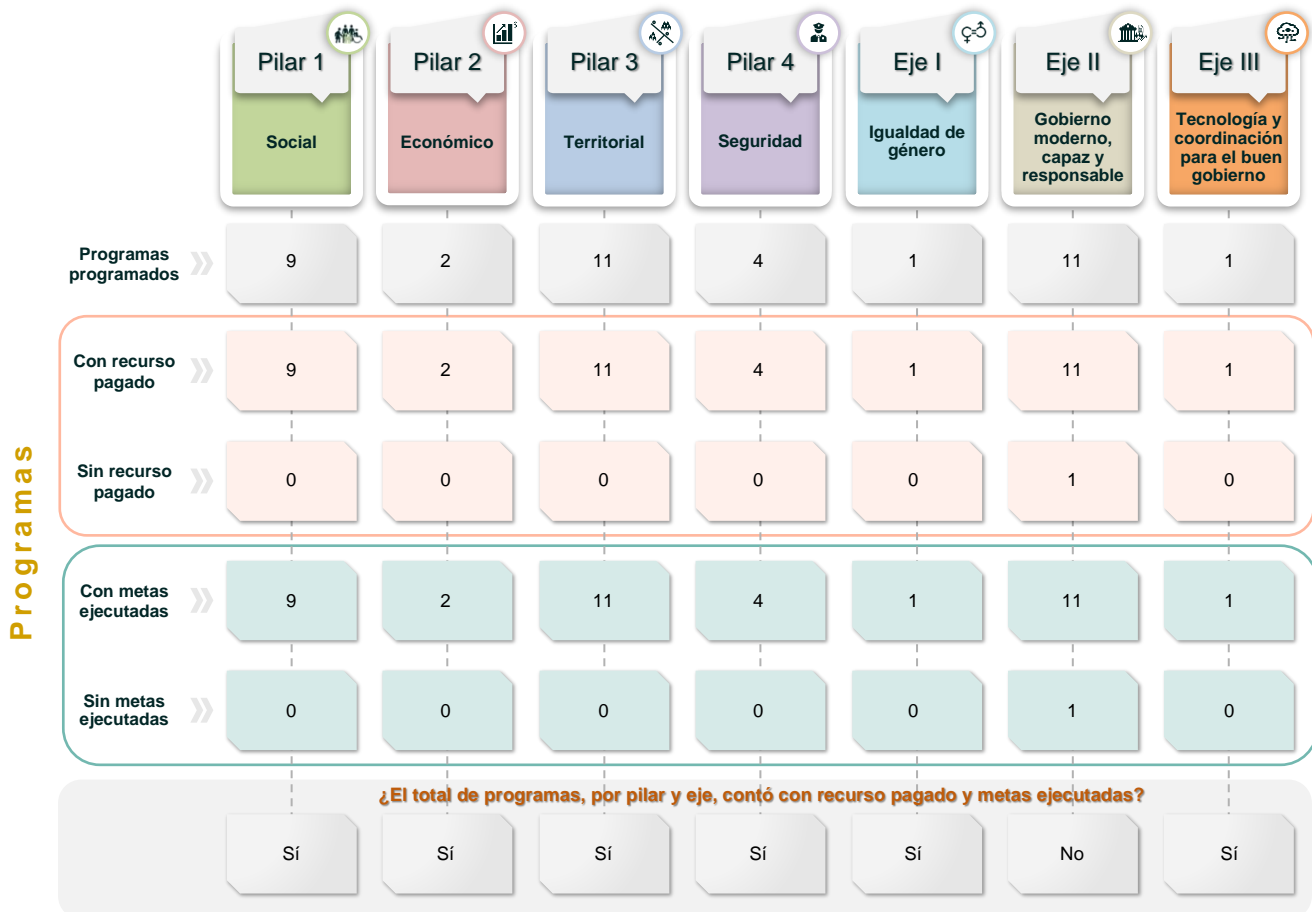 Pilar 1
Pilar 2
Pilar 3
Pilar 4
Eje I
Eje II
Eje III
Social
Económico
Territorial
Seguridad
Igualdad de
género
Gobierno
moderno,
capaz y
responsable
Tecnología y
coordinación
para el buen
gobierno
Programas
Programas
programados
9
2
11
4
1
11
1
Con recurso
pagado
9
2
11
4
1
11
1
Sin recurso
pagado
0
0
0
0
0
1
0
Con metas
ejecutadas
9
2
11
4
1
11
1
Sin metas
ejecutadas
0
0
0
0
0
1
0
¿El total de programas, por pilar y eje, contó con recurso pagado y metas ejecutadas?
Sí
Sí
Sí
Sí
Sí
No
Sí